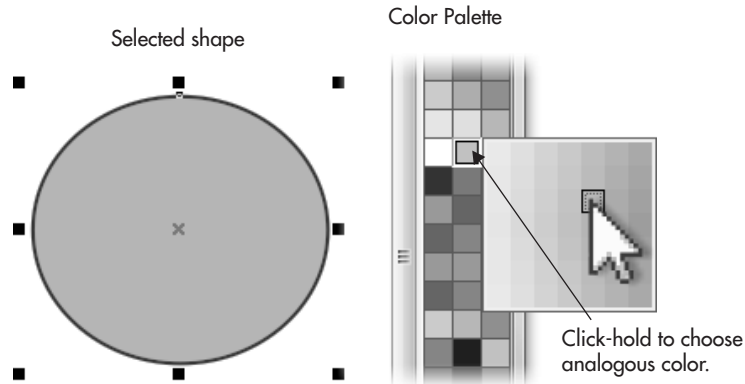 Color Palette
Selected shape
Click-hold to choose
analogous color.